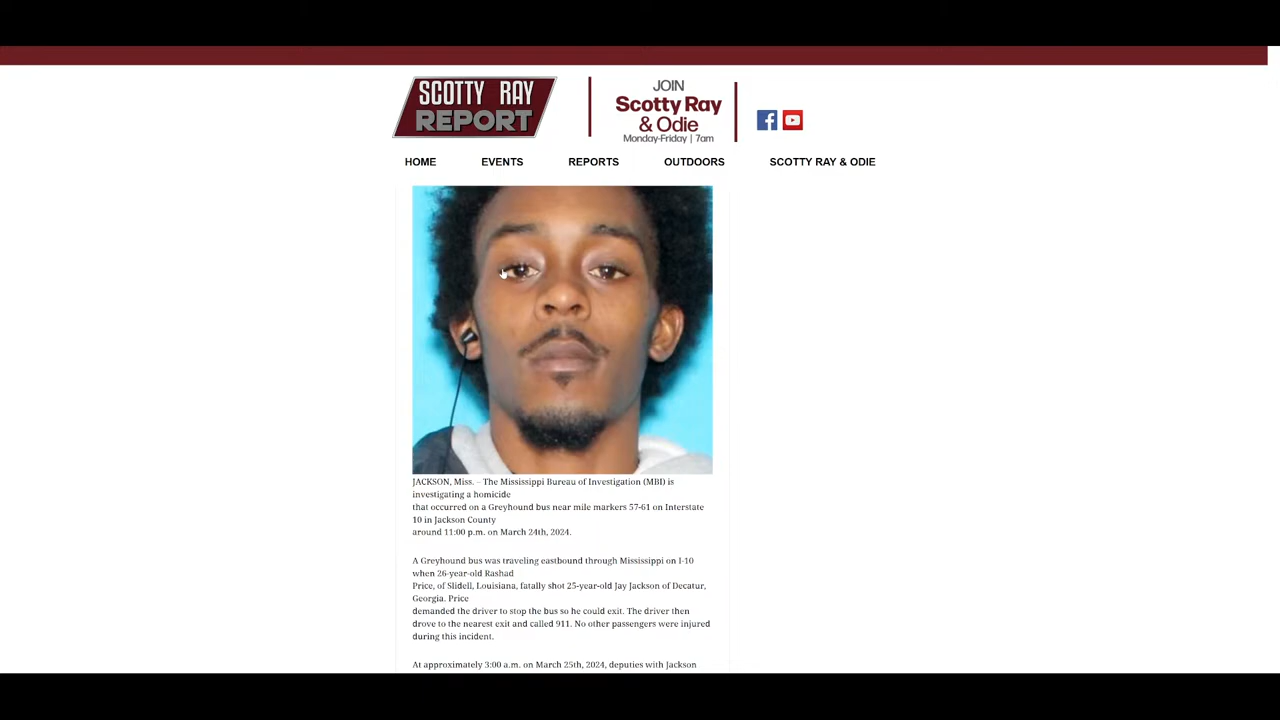 SCOTTY RAY
REPORT
JOIN
Scotty Ray
& Odie
Monday-Friday | 7am
HOME EVENTS REPORTS OUTDOORS SCOTTY RAY & ODIE
JACKSON, Miss. – The Mississippi Bureau of Investigation (MBI) is
investigating a homicide
that occurred on a Greyhound bus near mile markers 57-61 on Interstate
10 in Jackson County
around 11:00 p.m. on March 24th, 2024.
A Greyhound bus was traveling eastbound through Mississippi on I-10
when 26-year-old Rashad
Price, of Slidell, Louisiana, fatally shot 25-year-old Jay Jackson of Decatur,
Georgia. Price
demanded the driver to stop the bus so he could exit. The driver then
drove to the nearest exit and called 911. No other passengers were injured
during this incident.
At approximately 3:00 a.m. on March 25th, 2024, deputies with Jackson